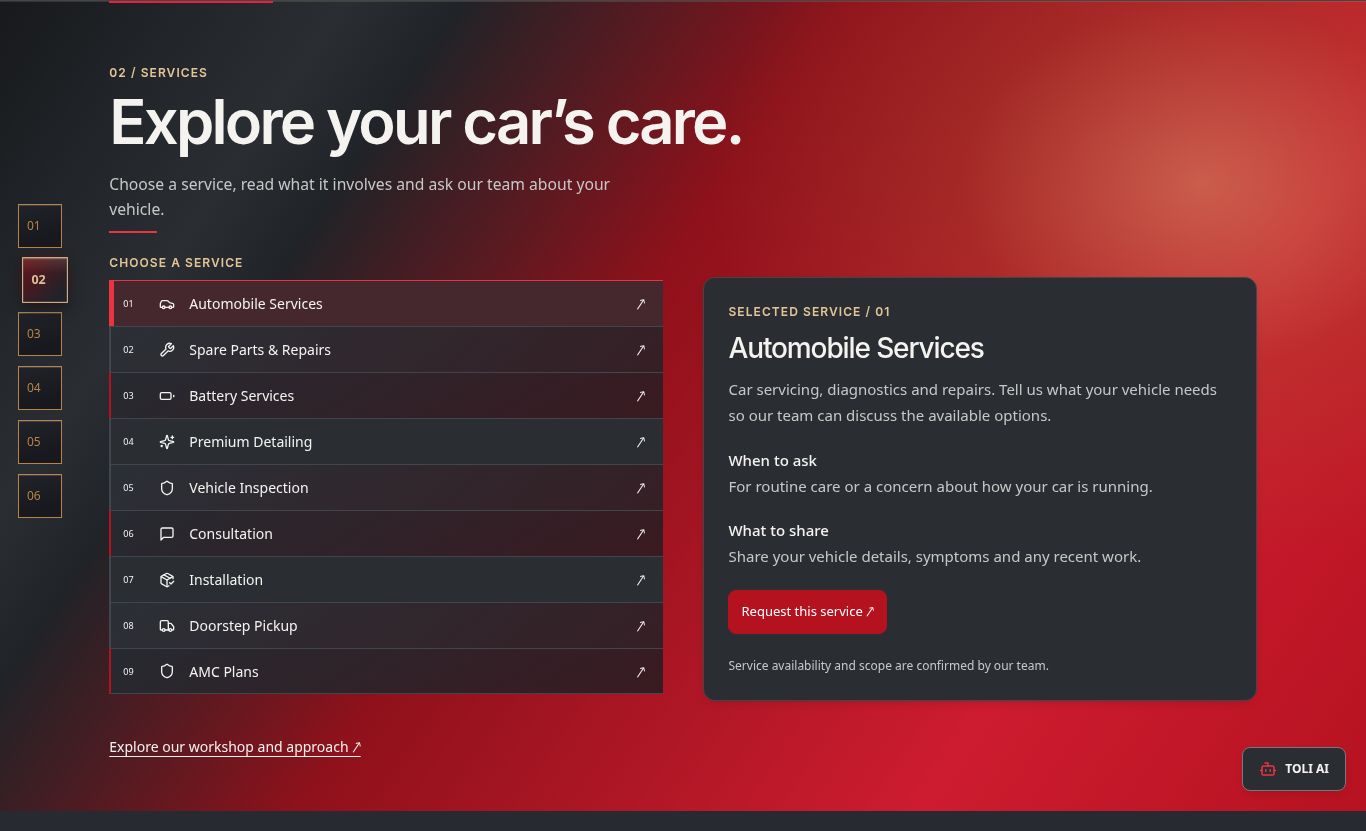 02 / SERVICES
Explore your car’s care.
Choose a service, read what it involves and ask our team about your
vehicle.
01
02
03
04
05
06
CHOOSE A SERVICE
01 Automobile Services ↗
02 Spare Parts & Repairs ↗
03 Battery Services ↗
04 Premium Detailing ↗
05 Vehicle Inspection ↗
06 Consultation ↗
07 Installation ↗
08 Doorstep Pickup ↗
09 AMC Plans ↗
SELECTED SERVICE / 01
Automobile Services
Car servicing, diagnostics and repairs. Tell us what your vehicle needs
so our team can discuss the available options.
When to ask
For routine care or a concern about how your car is running.
What to share
Share your vehicle details, symptoms and any recent work.
Request this service ↗
Service availability and scope are confirmed by our team.
Explore our workshop and approach ↗
TOLI AI